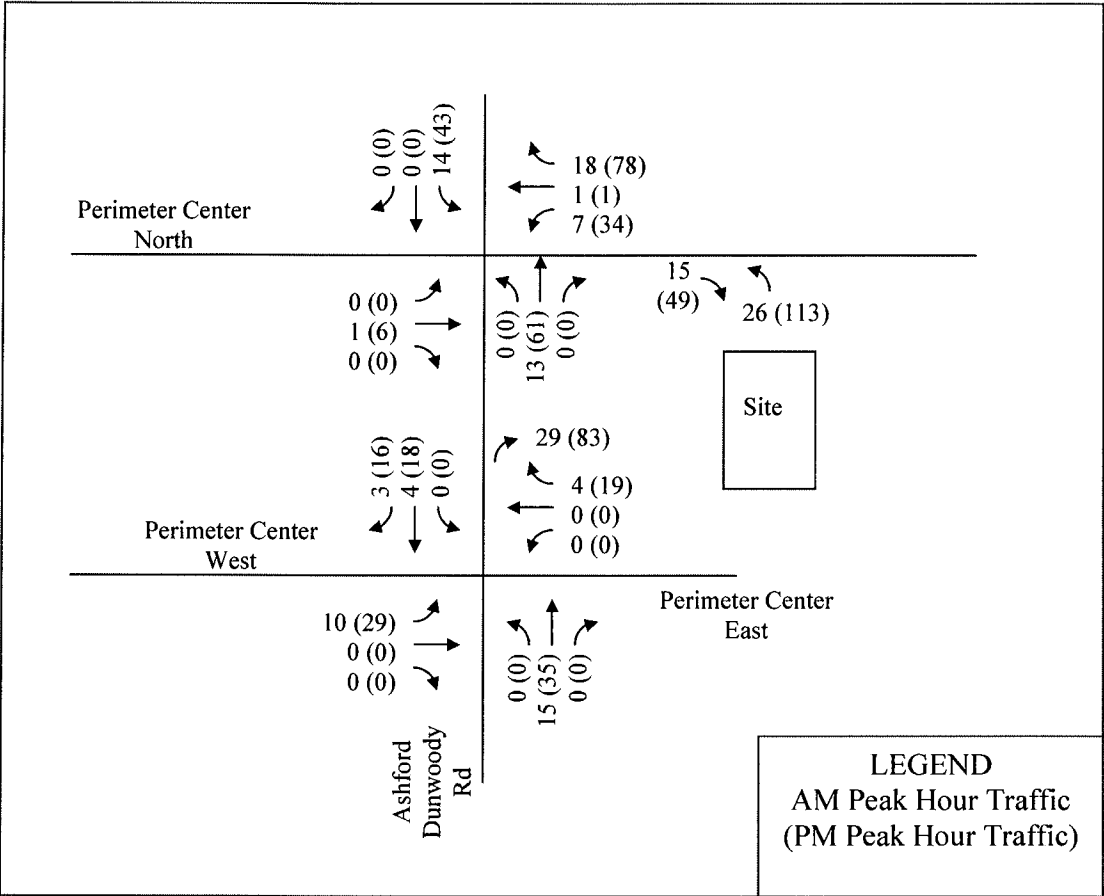 0 (0)
0 (0)
14 (43)
18 (78)
1 (1)
7 (34)
Perimeter Center
North
0 (0)
1 (6)
0 (0)
0 (0)
13 (61)
0 (0)
15
(49)
26 (113)
Site
29 (83)
3 (16)
4 (18)
0 (0)
4 (19)
0 (0)
0 (0)
Perimeter Center
West
10 (29)
0 (0)
0 (0)
0 (0)
15 (35)
0 (0)
Perimeter Center
East
Ashford
Dunwoody
Rd
LEGEND
AM Peak Hour Traffic
(PM Peak Hour Traffic)